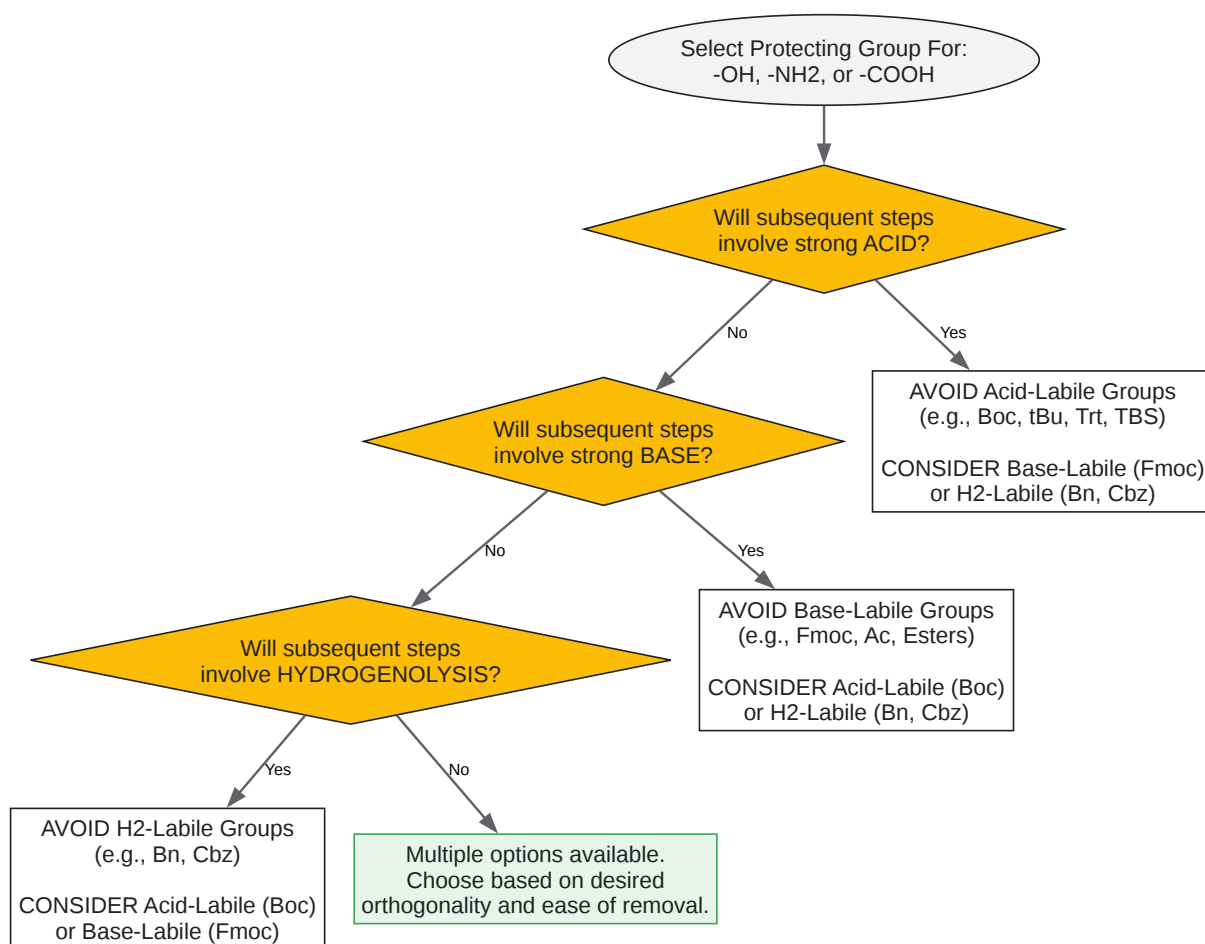 Select Protecting Group For:
-OH, -NH2, or -COOH
Will subsequent steps
involve strong ACID?
No
Yes
AVOID Acid-Labile Groups
(e.g., Boc, tBu, Trt, TBS)
CONSIDER Base-Labile (Fmoc)
or H2-Labile (Bn, Cbz)
Will subsequent steps
involve strong BASE?
No
Yes
AVOID Base-Labile Groups
(e.g., Fmoc, Ac, Esters)
CONSIDER Acid-Labile (Boc)
or H2-Labile (Bn, Cbz)
Will subsequent steps
involve HYDROGENOLYSIS?
Yes
No
AVOID H2-Labile Groups
(e.g., Bn, Cbz)
CONSIDER Acid-Labile (Boc)
or Base-Labile (Fmoc)
Multiple options available.
Choose based on desired
orthogonality and ease of removal.